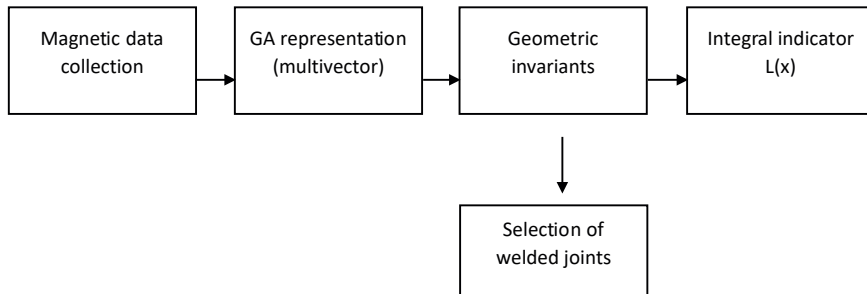 Magnetic data
collection
GA representation
(multivector)
Geometric
invariants
Integral indicator
L(x)
Selection of
welded joints